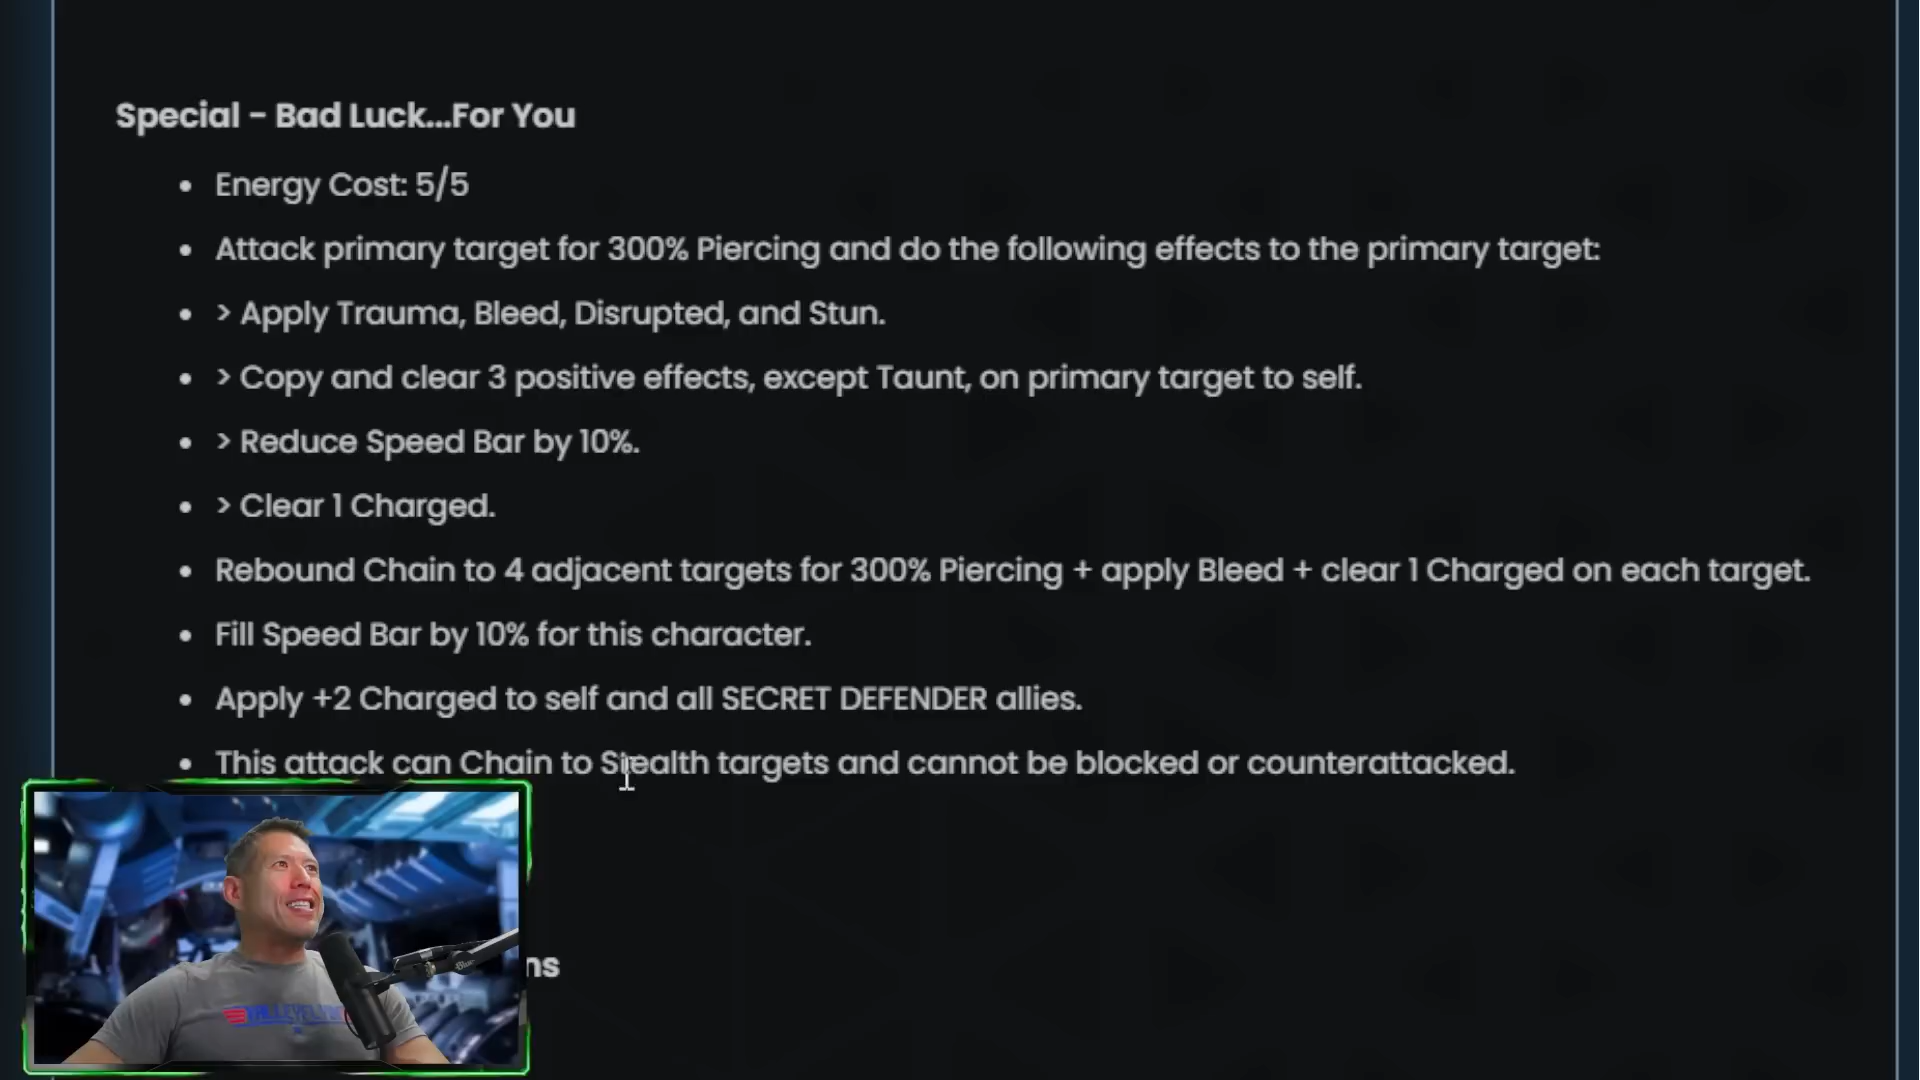 Special - Bad Luck...For You
• Energy Cost: 5/5
• Attack primary target for 300% Piercing and do the following effects to the primary target:
• > Apply Trauma, Bleed, Disrupted, and Stun.
• > Copy and clear 3 positive effects, except Taunt, on primary target to self.
• > Reduce Speed Bar by 10%.
• > Clear 1 Charged.
• Rebound Chain to 4 adjacent targets for 300% Piercing + apply Bleed + clear 1 Charged on each target.
• Fill Speed Bar by 10% for this character.
• Apply +2 Charged to self and all SECRET DEFENDER allies.
• This attack can Chain to Stealth targets and cannot be blocked or counterattacked.
ns
Blue